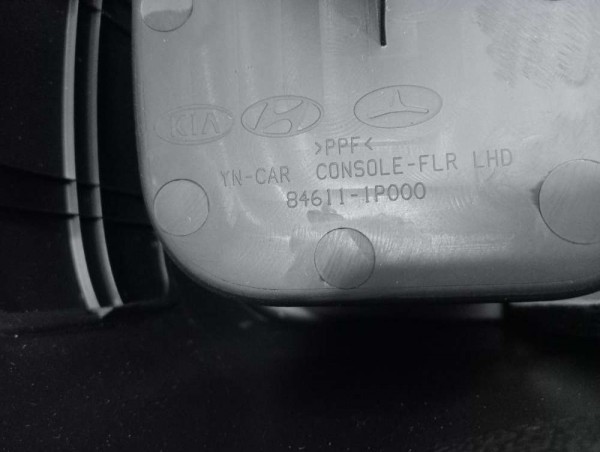 KIA
>PPF<
YN-CAR CONSOLE-FLR LHD
84611-1P000